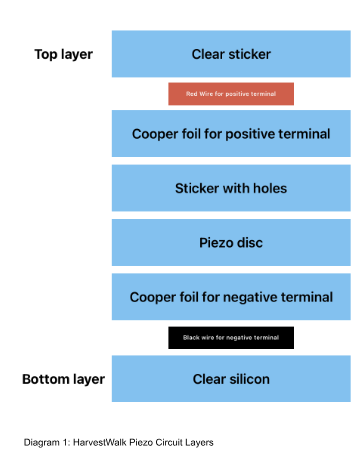 Top layer
Clear sticker
Red Wire for positive terminal
Cooper foil for positive terminal
Sticker with holes
Piezo disc
Cooper foil for negative terminal
Black wire for negative terminal
Bottom layer
Clear silicon
Diagram 1: HarvestWalk Piezo Circuit Layers